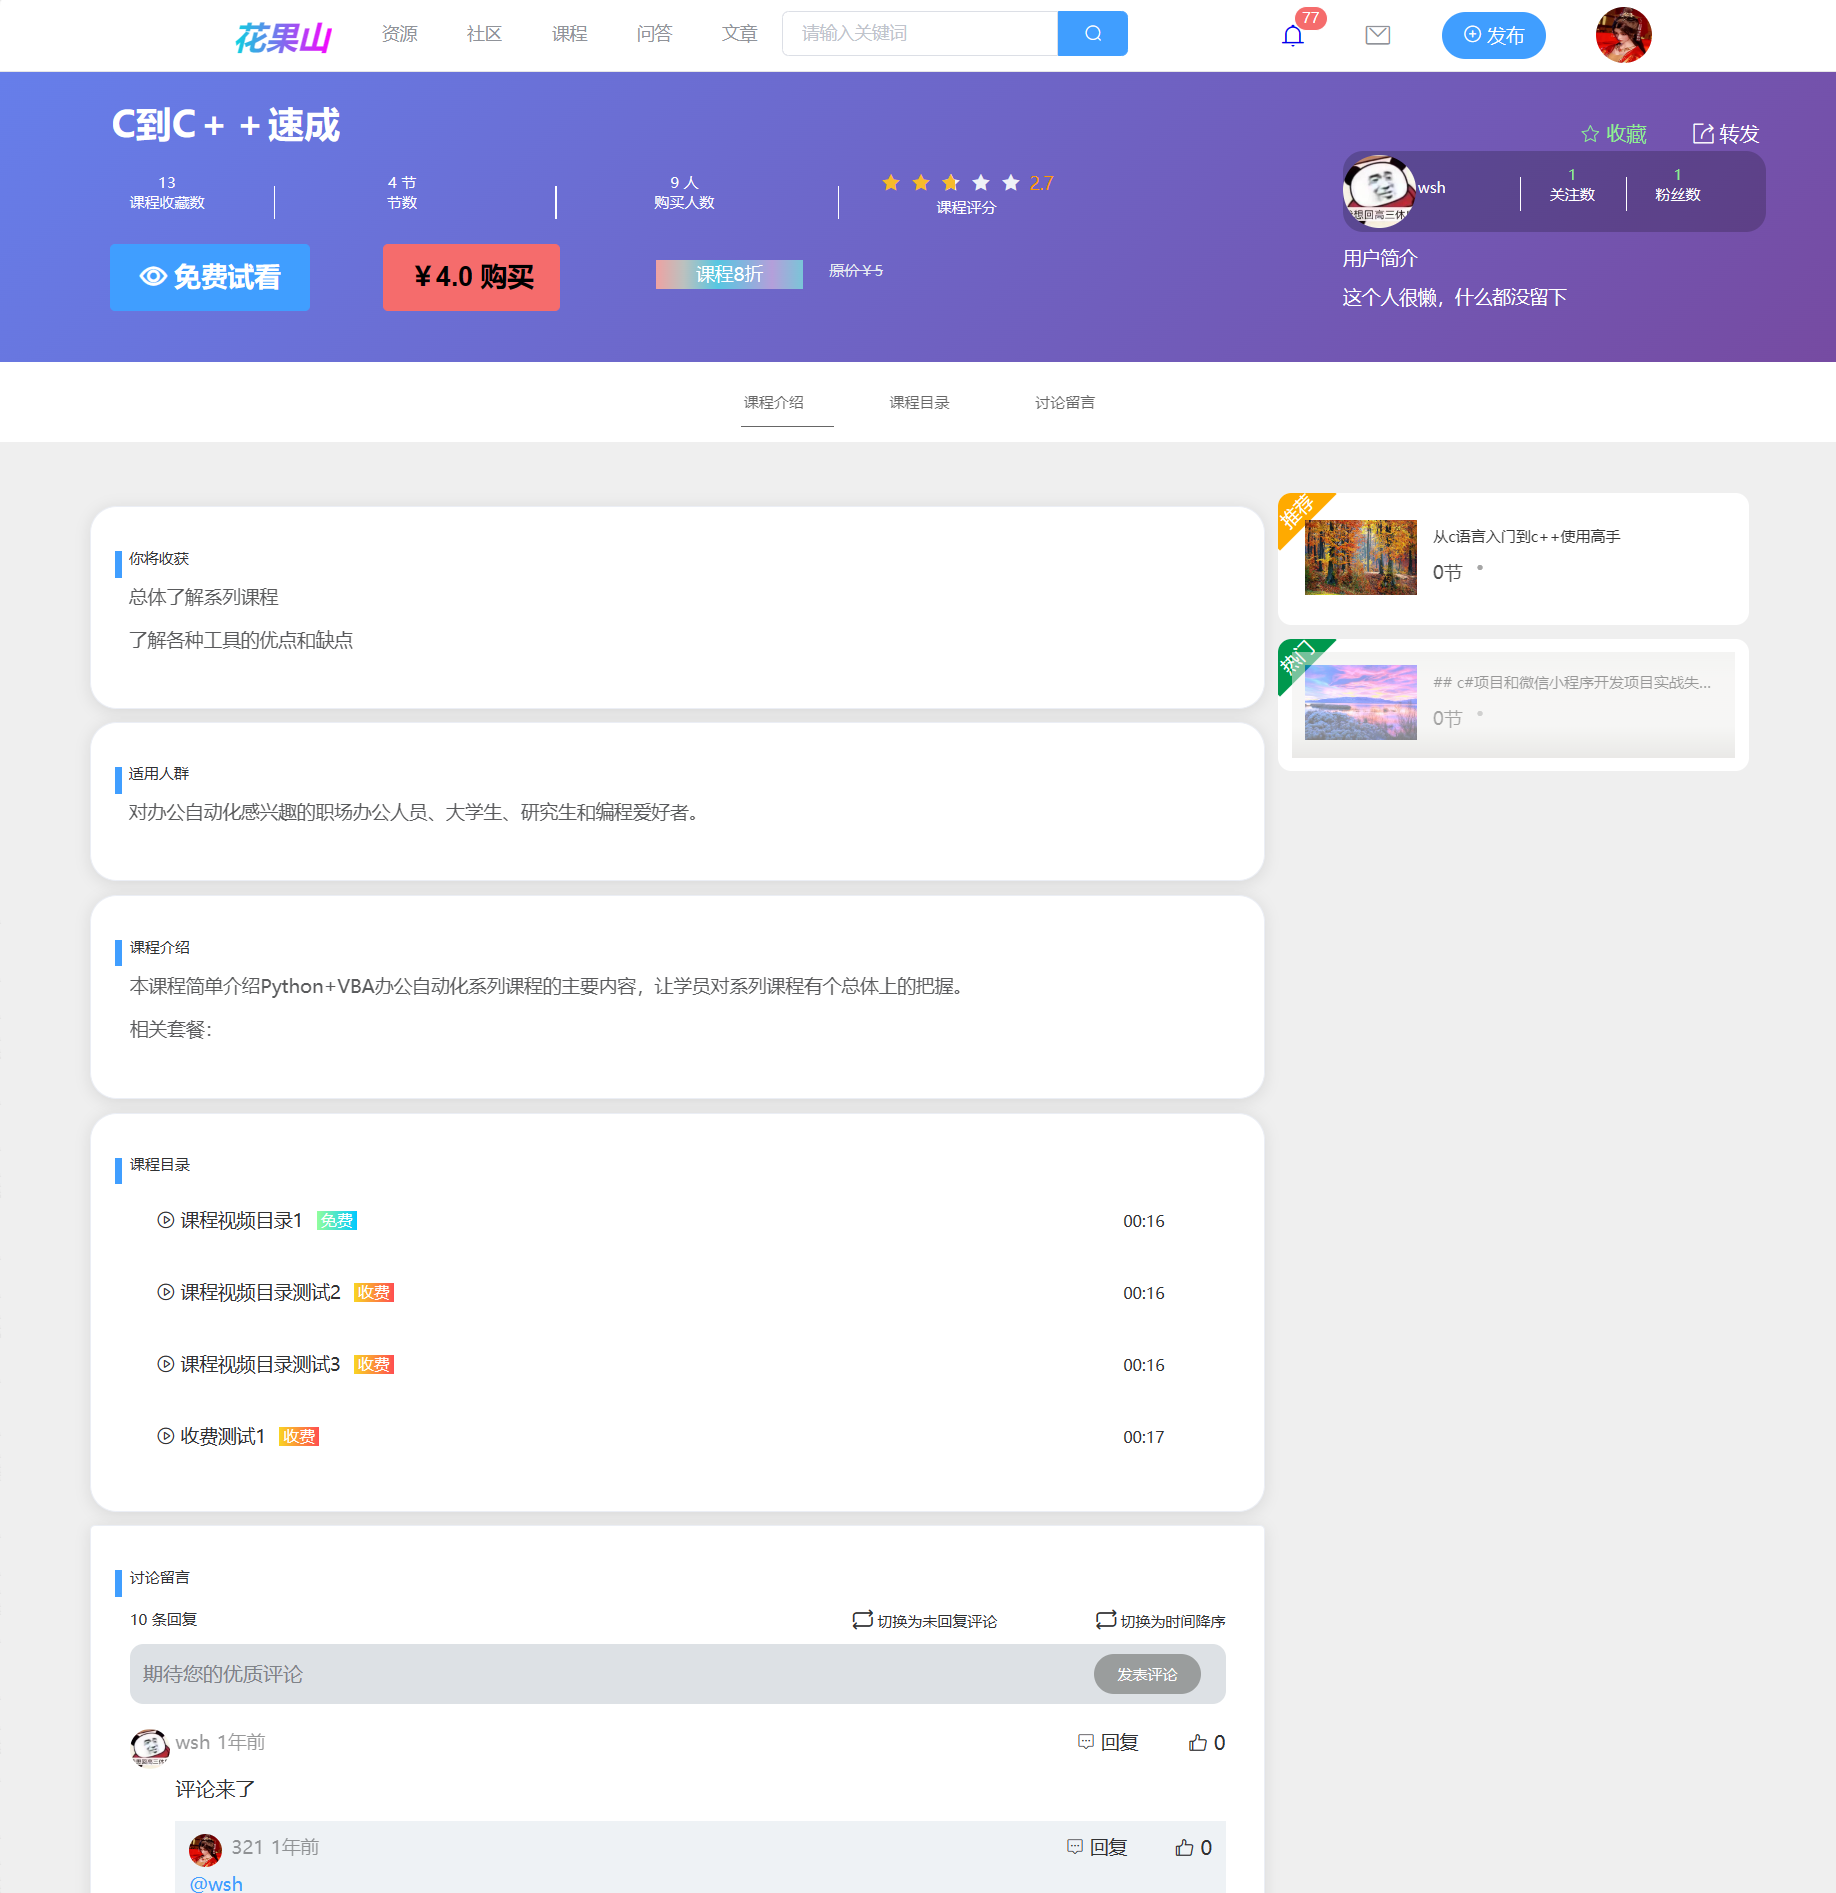 花果山 资源 社区 课程 问答 文章 请输入关键词 77 发布
C到C＋＋速成
收藏 转发
13 4 节 9 人 2.7
课程收藏数 节数 购买人数 课程评分
wsh 1 1
关注数 粉丝数
免费试看 ￥4.0 购买 课程8折 原价￥5
用户简介
这个人很懒，什么都没留下
课程介绍 课程目录 讨论留言
推荐
从c语言入门到c++使用高手
0节
热门
## c#项目和微信小程序开发项目实战失...
0节
你将收获
总体了解系列课程
了解各种工具的优点和缺点
适用人群
对办公自动化感兴趣的职场办公人员、大学生、研究生和编程爱好者。
课程介绍
本课程简单介绍Python+VBA办公自动化系列课程的主要内容，让学员对系列课程有个总体上的把握。
相关套餐：
课程目录
课程视频目录1 免费 00:16
课程视频目录测试2 收费 00:16
课程视频目录测试3 收费 00:16
收费测试1 收费 00:17
讨论留言
10 条回复 切换为未回复评论 切换为时间降序
期待您的优质评论 发表评论
wsh 1年前 回复 0
评论来了
321 1年前 回复 0
@wsh